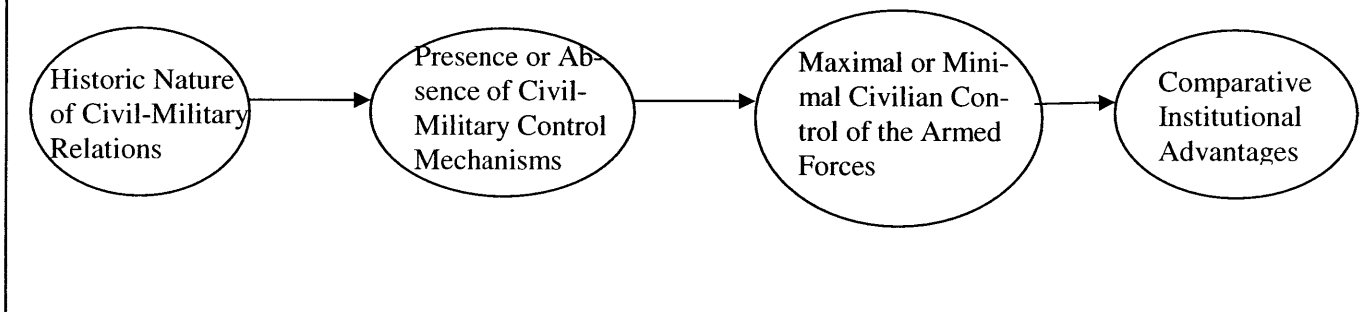 Historic Nature
of Civil-Military
Relations
Presence or Ab-
sence of Civil-
Military Control
Mechanisms
Maximal or Mini-
mal Civilian Con-
trol of the Armed
Forces
Comparative
Institutional
Advantages